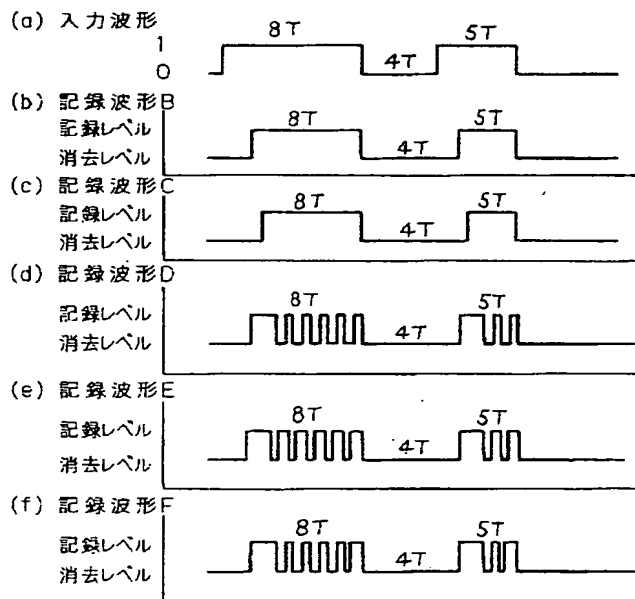 (a) 入力波形
1
0
8T
4T
5T
(b) 記録波形B
記録レベル
消去レベル
8T
4T
5T
(c) 記録波形C
記録レベル
消去レベル
8T
4T
5T
(d) 記録波形D
記録レベル
消去レベル
8T
4T
5T
(e) 記録波形E
記録レベル
消去レベル
8T
4T
5T
(f) 記録波形F
記録レベル
消去レベル
8T
4T
5T